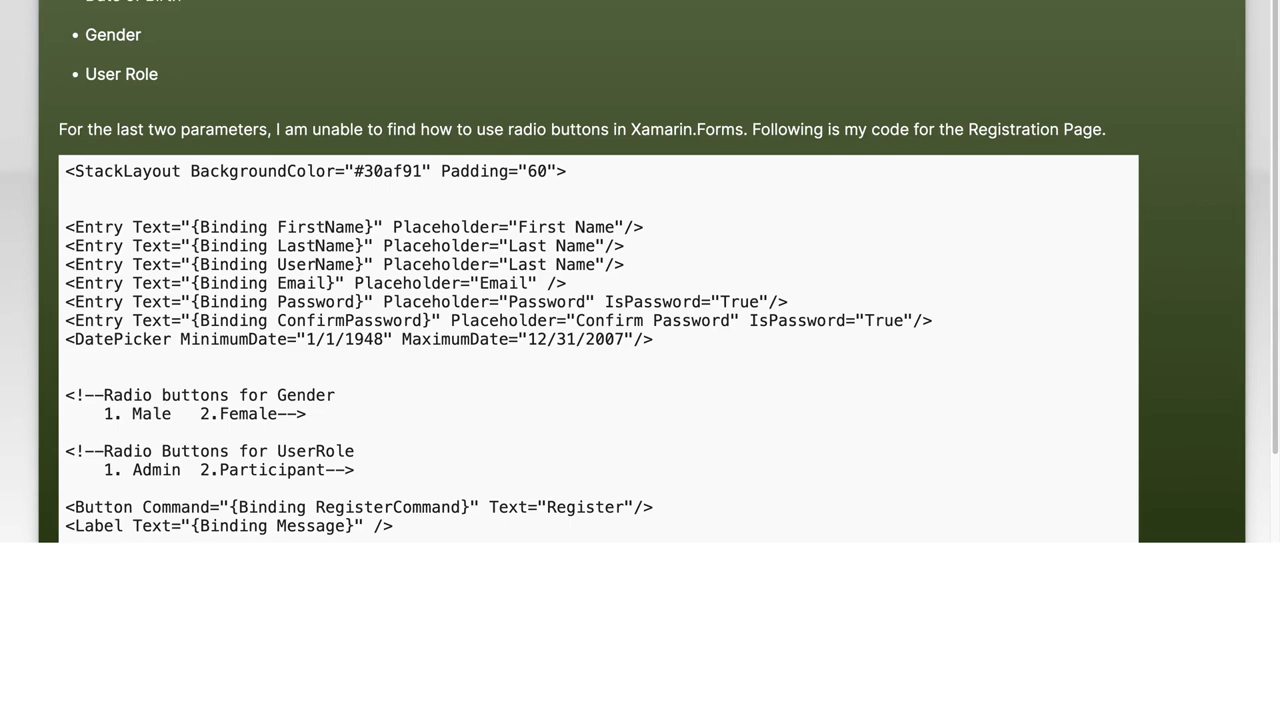 • Gender
• User Role
For the last two parameters, I am unable to find how to use radio buttons in Xamarin.Forms. Following is my code for the Registration Page.
<StackLayout BackgroundColor="#30af91" Padding="60">
<Entry Text="{Binding FirstName}" Placeholder="First Name"/>
<Entry Text="{Binding LastName}" Placeholder="Last Name"/>
<Entry Text="{Binding UserName}" Placeholder="Last Name"/>
<Entry Text="{Binding Email}" Placeholder="Email" />
<Entry Text="{Binding Password}" Placeholder="Password" IsPassword="True"/>
<Entry Text="{Binding ConfirmPassword}" Placeholder="Confirm Password" IsPassword="True"/>
<DatePicker MinimumDate="1/1/1948" MaximumDate="12/31/2007"/>
<!--Radio buttons for Gender
    1. Male   2.Female-->
<!--Radio Buttons for UserRole
    1. Admin  2.Participant-->
<Button Command="{Binding RegisterCommand}" Text="Register"/>
<Label Text="{Binding Message}" />